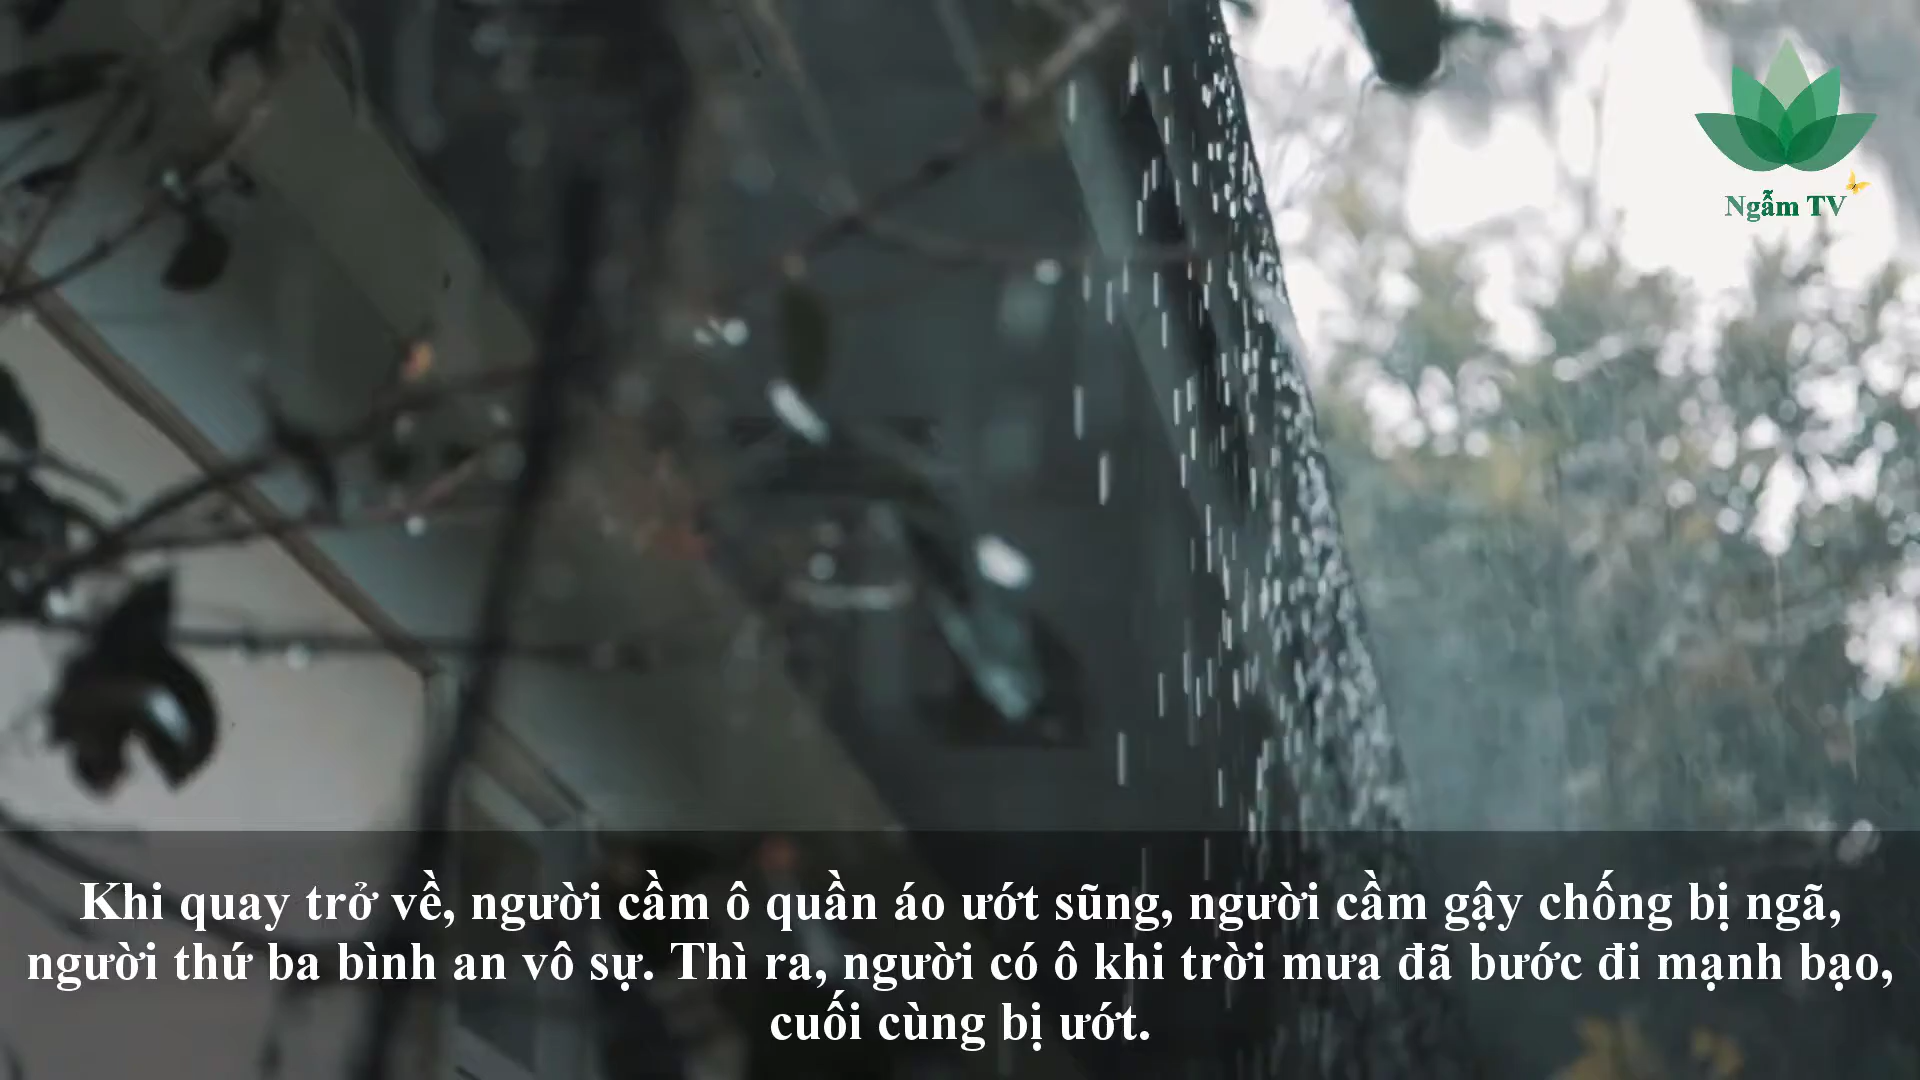 Ngẫm TV
Khi quay trở về, người cầm ô quần áo ướt sũng, người cầm gậy chống bị ngã,
người thứ ba bình an vô sự. Thì ra, người có ô khi trời mưa đã bước đi mạnh bạo,
cuối cùng bị ướt.